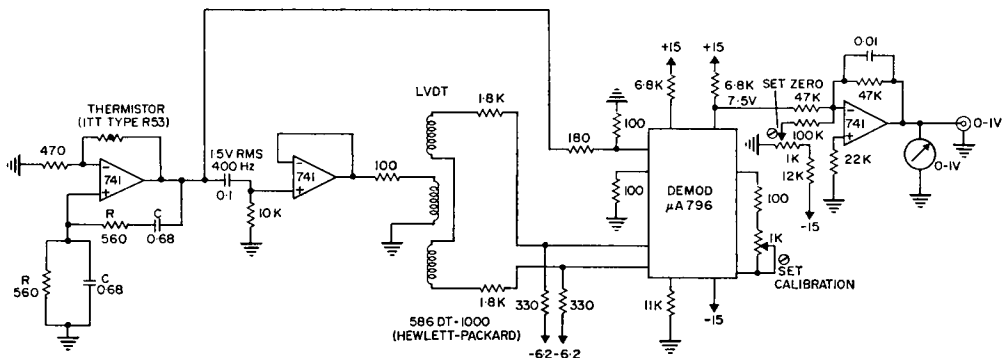 THERMISTOR
(ITT TYPE R53)
470
-
741
+
R
560
C
0·68
R
560
C
0·68
1·5V RMS
400 Hz
0·1
10K
-
741
+
100
LVDT
1·8K
1·8K
586 DT-1000
(HEWLETT-PACKARD)
330
330
-6·2
-6·2
180
100
100
+15
6·8K
+15
6·8K
7·5V
DEMOD
μA 796
11K
-15
100
1K
SET
CALIBRATION
SET ZERO
47K
100K
1K
12K
-15
0·01
47K
-
741
+
22K
0-1V
0-1V